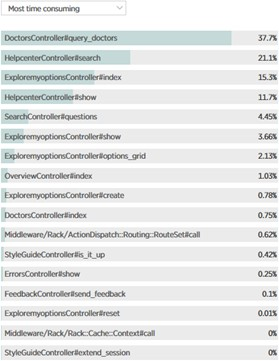 Most time consuming
DoctorsController#query_doctors 37.7%
HelpcenterController#search 21.1%
ExploremyoptionsController#index 15.3%
HelpcenterController#show 11.7%
SearchController#questions 4.45%
ExploremyoptionsController#show 3.66%
ExploremyoptionsController#options_grid 2.13%
OverviewController#index 1.03%
ExploremyoptionsController#create 0.78%
DoctorsController#index 0.75%
Middleware/Rack/ActionDispatch::Routing::RouteSet#call 0.62%
StyleGuideController#is_it_up 0.42%
ErrorsController#show 0.25%
FeedbackController#send_feedback 0.1%
ExploremyoptionsController#reset 0.01%
Middleware/Rack/Rack::Cache::Context#call 0%
StyleGuideController#extend_session 0%